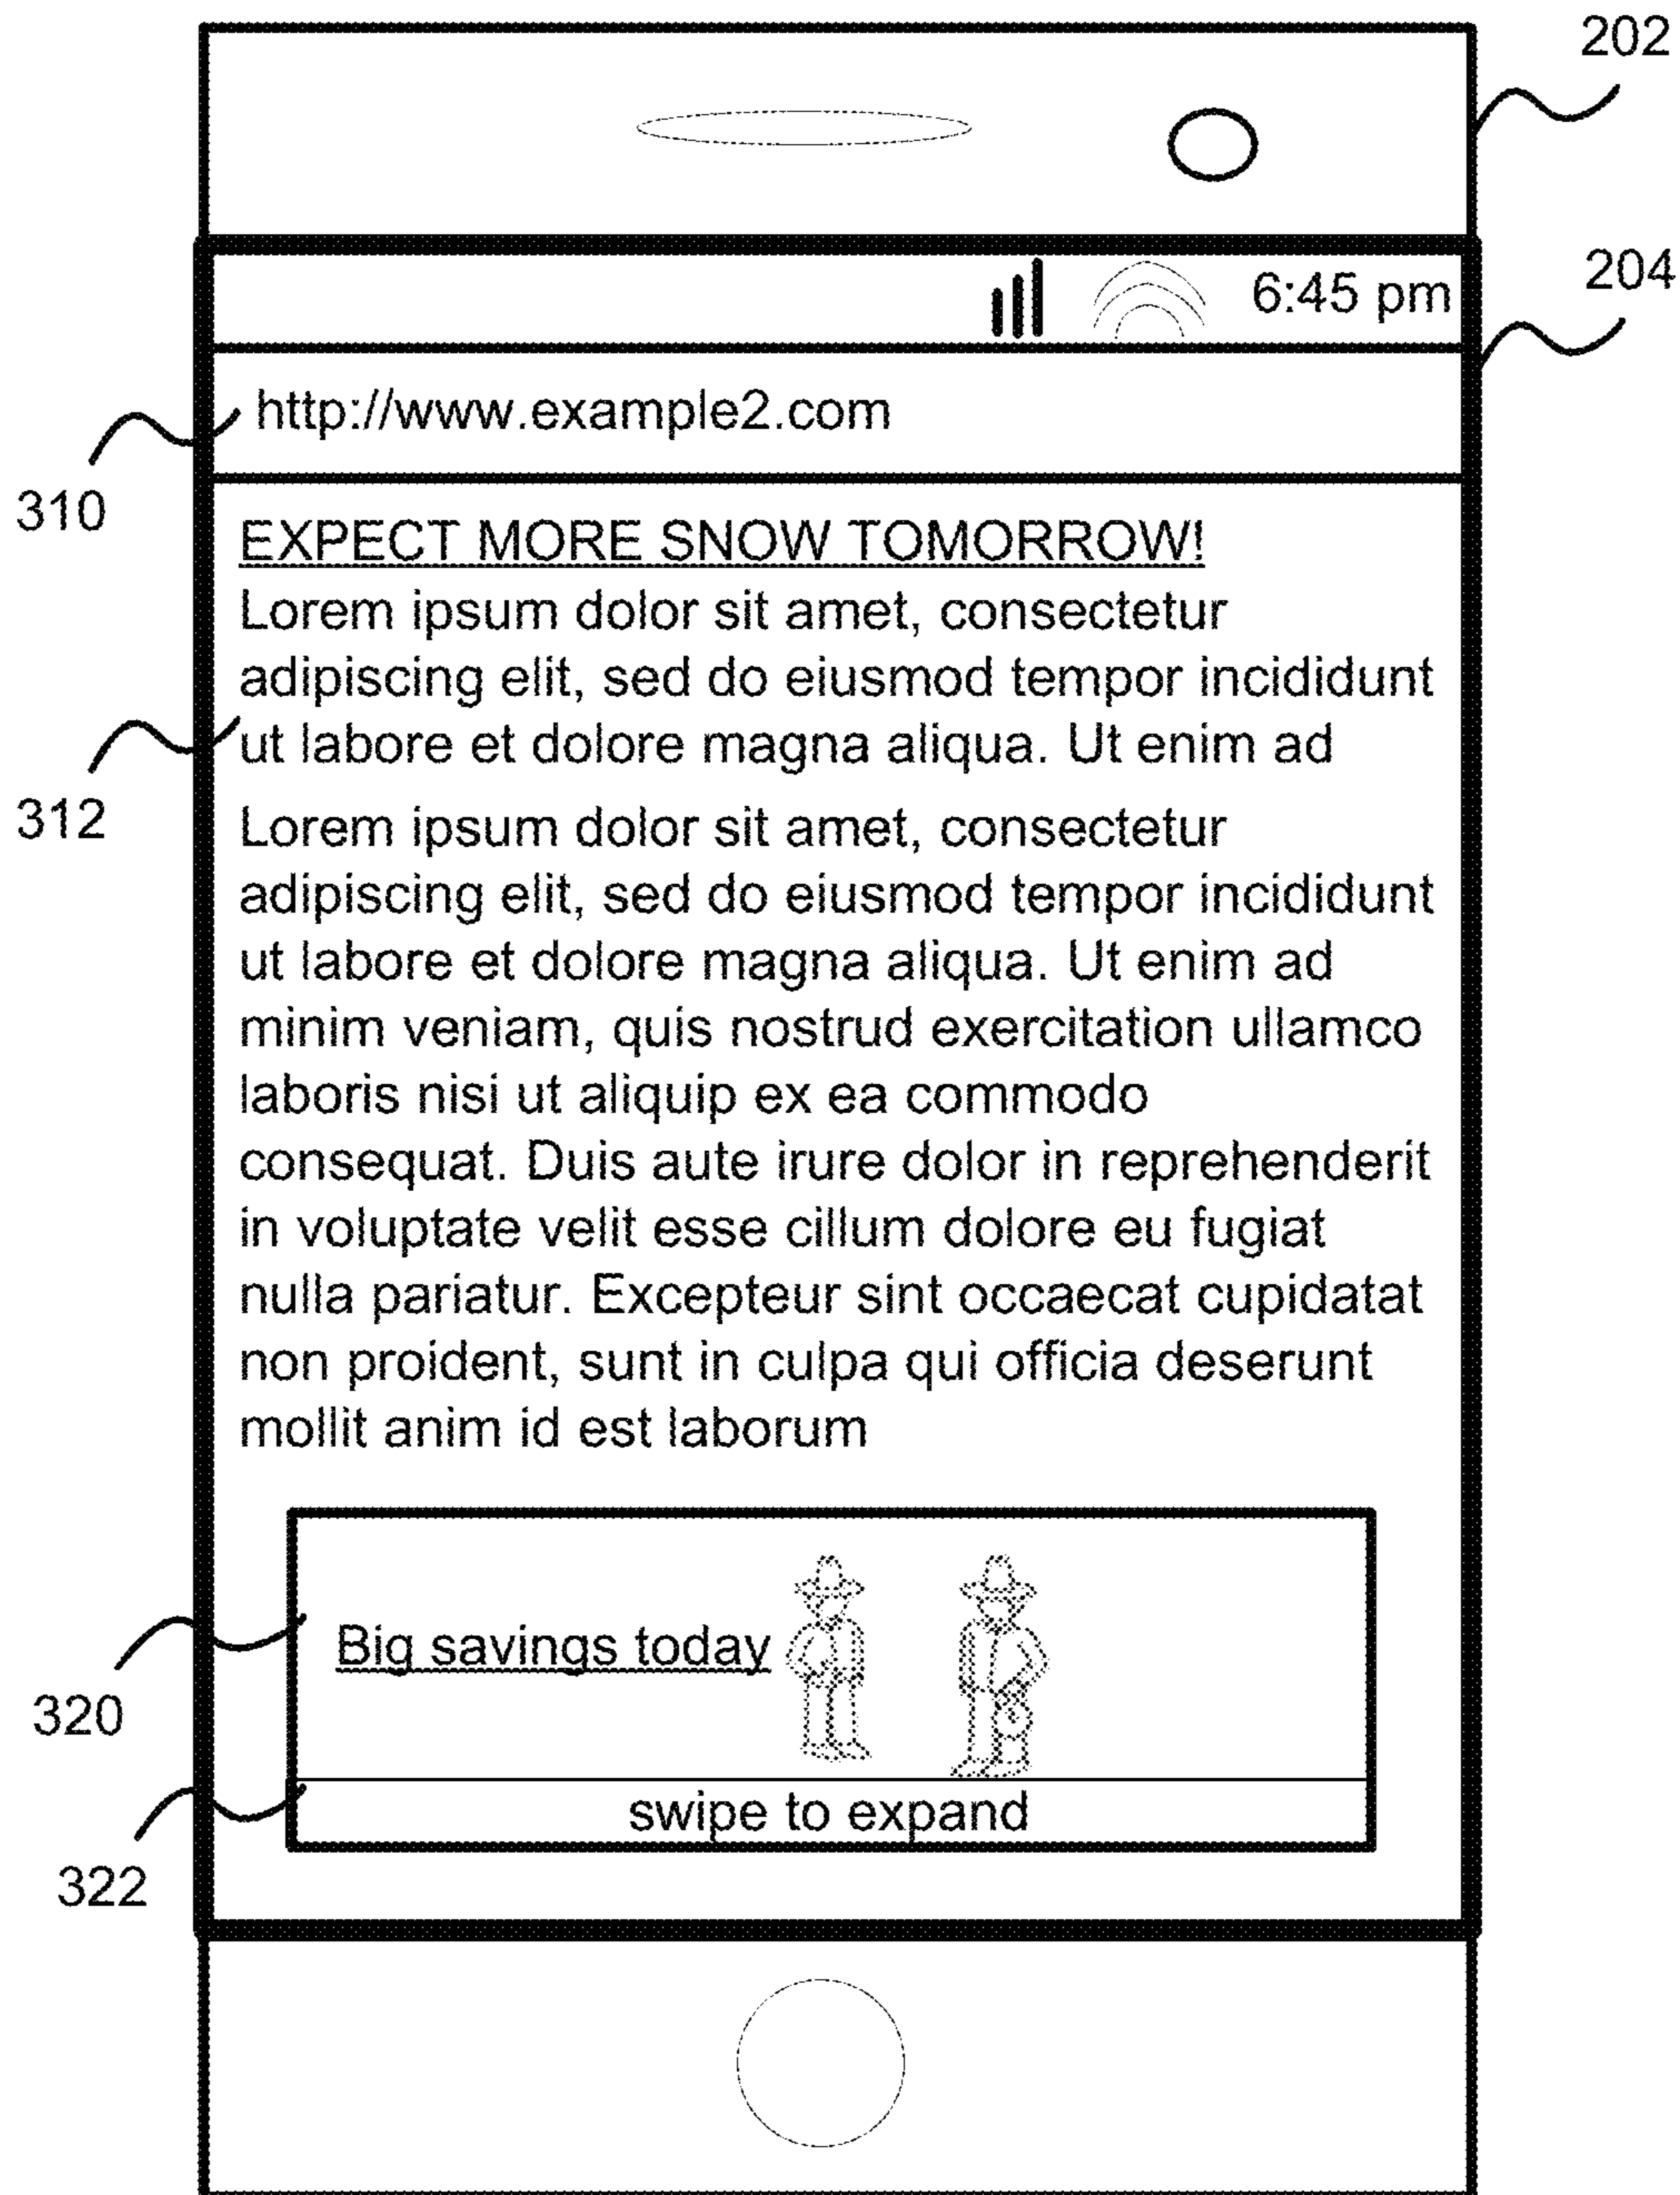 202
6:45 pm
204
http://www.example2.com
310
EXPECT MORE SNOW TOMORROW!
Lorem ipsum dolor sit amet, consectetur
adipiscing elit, sed do eiusmod tempor incididunt
ut labore et dolore magna aliqua. Ut enim ad
312
Lorem ipsum dolor sit amet, consectetur
adipiscing elit, sed do eiusmod tempor incididunt
ut labore et dolore magna aliqua. Ut enim ad
minim veniam, quis nostrud exercitation ullamco
laboris nisi ut aliquip ex ea commodo
consequat. Duis aute irure dolor in reprehenderit
in voluptate velit esse cillum dolore eu fugiat
nulla pariatur. Excepteur sint occaecat cupidatat
non proident, sunt in culpa qui officia deserunt
mollit anim id est laborum
Big savings today
320
swipe to expand
322